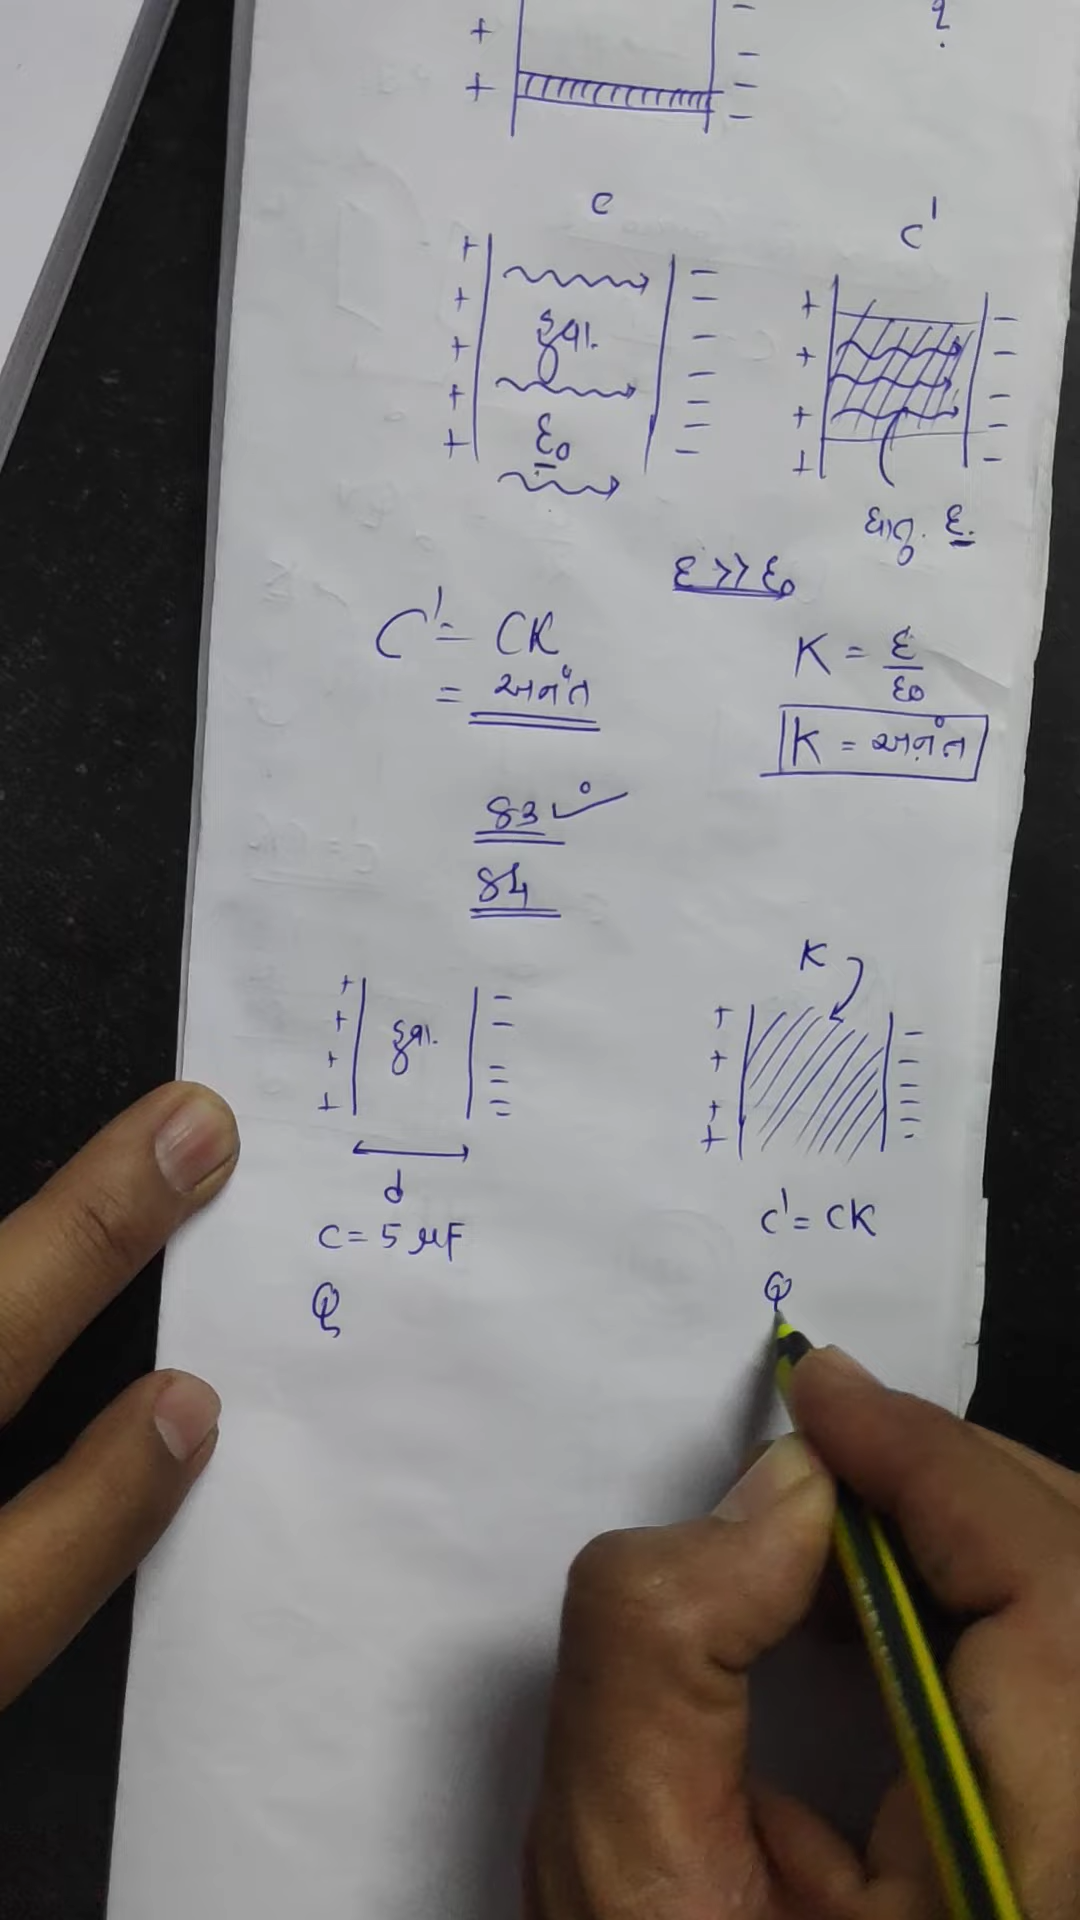 ?
C
C'
હવા.
ε₀
ધાતુ. ε.
ε >> ε₀
C' = CK
= અનંત
K = ε/ε₀
K = અનંત
83
84
K
હવા.
d
C = 5 μF
C' = CK
Q
Q